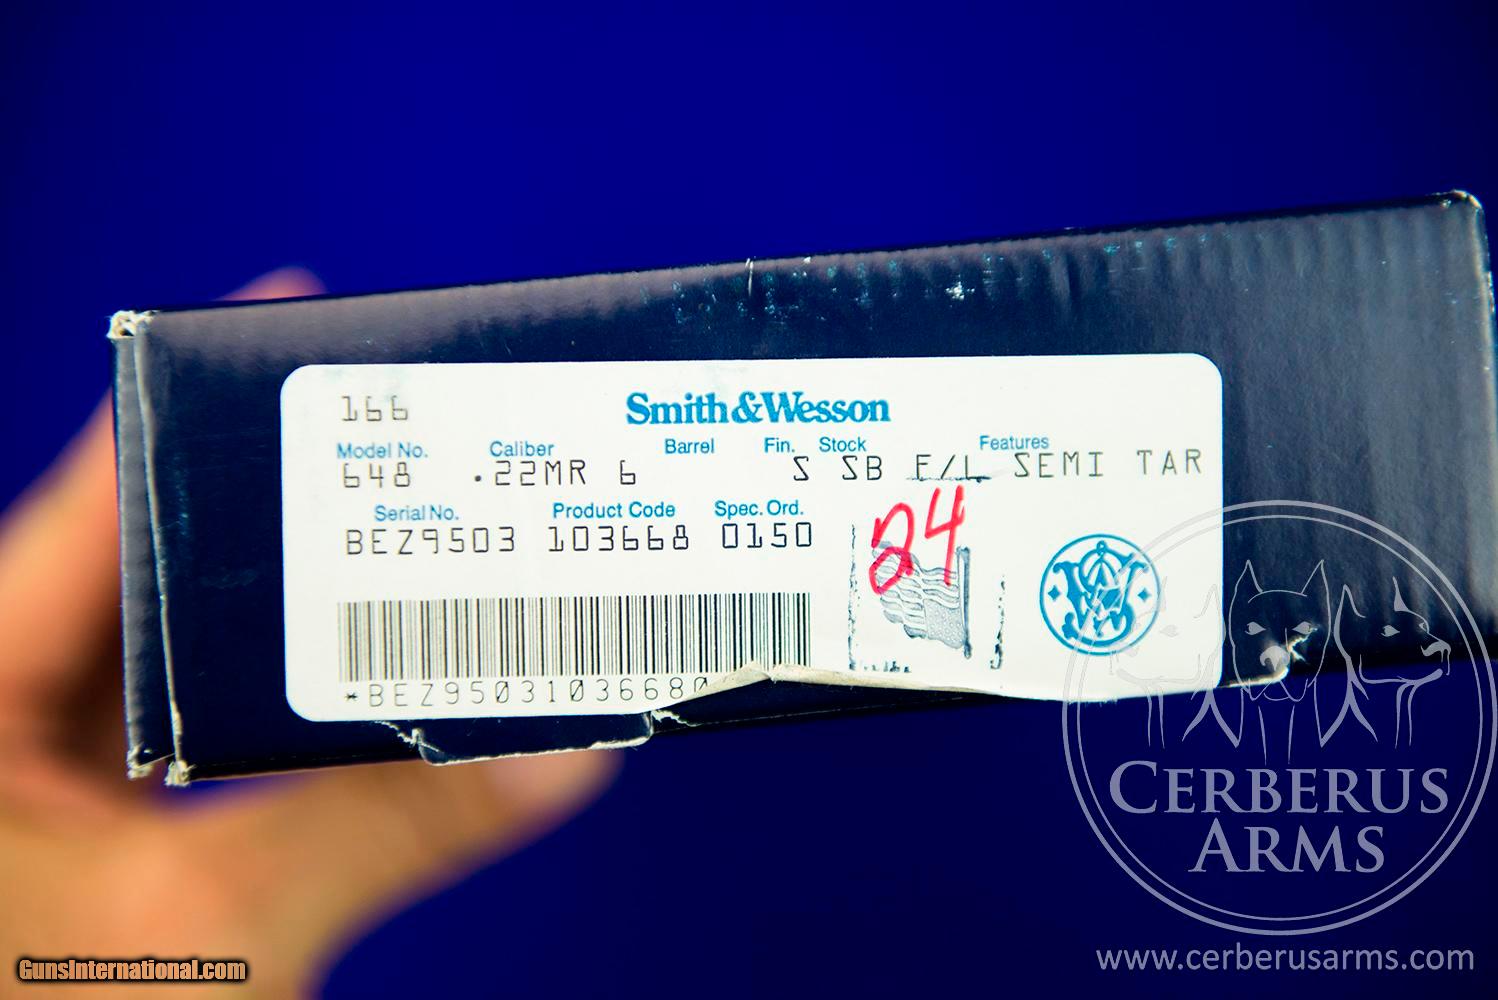 166
Smith&Wesson
Model No. Caliber Barrel Fin. Stock Features
648 .22MR 6 S SB F/L SEMI TAR
Serial No. Product Code Spec. Ord.
BEZ9503 103668 0150
24
*BEZ95031036680
CERBERUS
ARMS
www.cerberusarms.com
GunsInternational.com